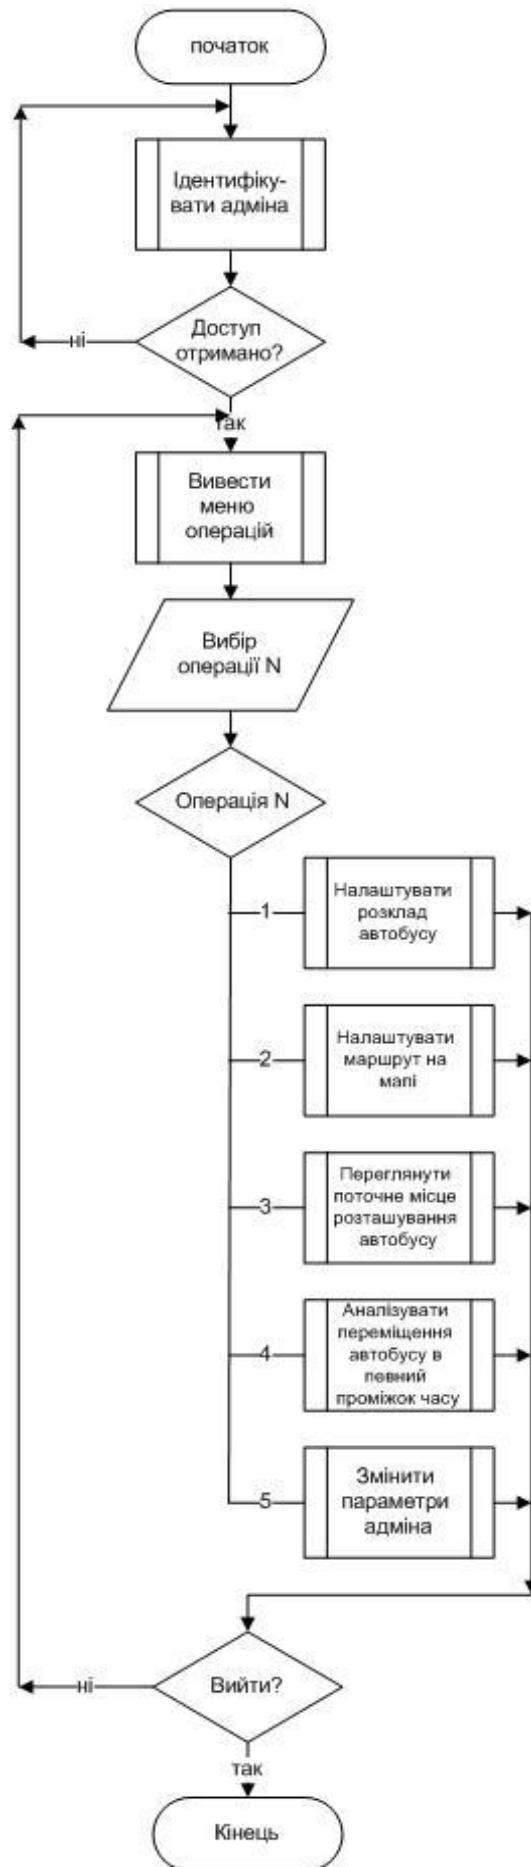 початок
Ідентифіку-
вати адміна
Доступ
отримано?
ні
так
Вивести
меню
операцій
Вибір
операції N
Операція N
1
Налаштувати
розклад
автобусу
2
Налаштувати
маршрут на
мапі
3
Переглянути
поточне місце
розташування
автобусу
4
Аналізувати
переміщення
автобусу в
певний
проміжок часу
5
Змінити
параметри
адміна
Вийти?
ні
так
Кінець